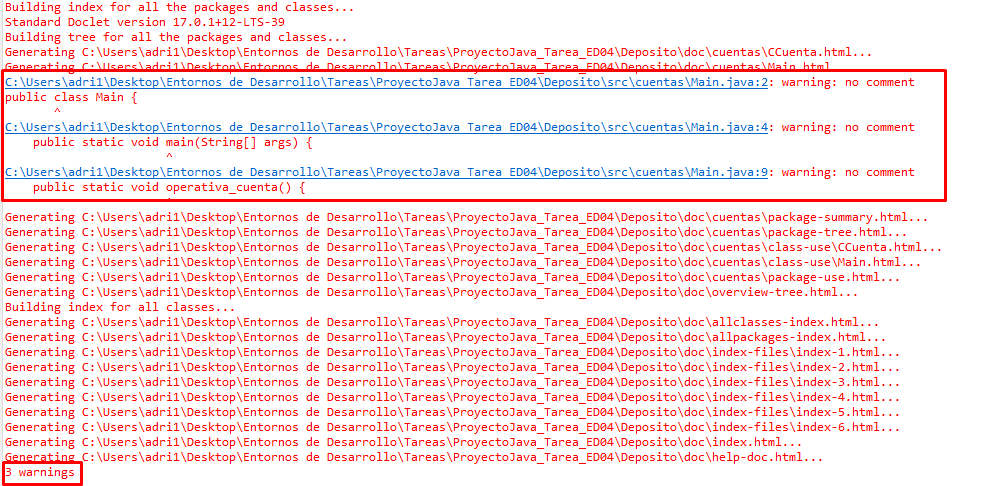 Building index for all the packages and classes...
Standard Doclet version 17.0.1+12-LTS-39
Building tree for all the packages and classes...
Generating C:\Users\adri1\Desktop\Entornos de Desarrollo\Tareas\ProyectoJava_Tarea_ED04\Deposito\doc\cuentas\CCuenta.html...
Generating C:\Users\adri1\Desktop\Entornos de Desarrollo\Tareas\ProyectoJava_Tarea_ED04\Deposito\doc\cuentas\Main.html
C:\Users\adri1\Desktop\Entornos de Desarrollo\Tareas\ProyectoJava_Tarea_ED04\Deposito\src\cuentas\Main.java:2: warning: no comment
public class Main {
       ^
C:\Users\adri1\Desktop\Entornos de Desarrollo\Tareas\ProyectoJava_Tarea_ED04\Deposito\src\cuentas\Main.java:4: warning: no comment
    public static void main(String[] args) {
                       ^
C:\Users\adri1\Desktop\Entornos de Desarrollo\Tareas\ProyectoJava_Tarea_ED04\Deposito\src\cuentas\Main.java:9: warning: no comment
    public static void operativa_cuenta() {
Generating C:\Users\adri1\Desktop\Entornos de Desarrollo\Tareas\ProyectoJava_Tarea_ED04\Deposito\doc\cuentas\package-summary.html...
Generating C:\Users\adri1\Desktop\Entornos de Desarrollo\Tareas\ProyectoJava_Tarea_ED04\Deposito\doc\cuentas\package-tree.html...
Generating C:\Users\adri1\Desktop\Entornos de Desarrollo\Tareas\ProyectoJava_Tarea_ED04\Deposito\doc\cuentas\class-use\CCuenta.html...
Generating C:\Users\adri1\Desktop\Entornos de Desarrollo\Tareas\ProyectoJava_Tarea_ED04\Deposito\doc\cuentas\class-use\Main.html...
Generating C:\Users\adri1\Desktop\Entornos de Desarrollo\Tareas\ProyectoJava_Tarea_ED04\Deposito\doc\cuentas\package-use.html...
Generating C:\Users\adri1\Desktop\Entornos de Desarrollo\Tareas\ProyectoJava_Tarea_ED04\Deposito\doc\overview-tree.html...
Building index for all classes...
Generating C:\Users\adri1\Desktop\Entornos de Desarrollo\Tareas\ProyectoJava_Tarea_ED04\Deposito\doc\allclasses-index.html...
Generating C:\Users\adri1\Desktop\Entornos de Desarrollo\Tareas\ProyectoJava_Tarea_ED04\Deposito\doc\allpackages-index.html...
Generating C:\Users\adri1\Desktop\Entornos de Desarrollo\Tareas\ProyectoJava_Tarea_ED04\Deposito\doc\index-files\index-1.html...
Generating C:\Users\adri1\Desktop\Entornos de Desarrollo\Tareas\ProyectoJava_Tarea_ED04\Deposito\doc\index-files\index-2.html...
Generating C:\Users\adri1\Desktop\Entornos de Desarrollo\Tareas\ProyectoJava_Tarea_ED04\Deposito\doc\index-files\index-3.html...
Generating C:\Users\adri1\Desktop\Entornos de Desarrollo\Tareas\ProyectoJava_Tarea_ED04\Deposito\doc\index-files\index-4.html...
Generating C:\Users\adri1\Desktop\Entornos de Desarrollo\Tareas\ProyectoJava_Tarea_ED04\Deposito\doc\index-files\index-5.html...
Generating C:\Users\adri1\Desktop\Entornos de Desarrollo\Tareas\ProyectoJava_Tarea_ED04\Deposito\doc\index-files\index-6.html...
Generating C:\Users\adri1\Desktop\Entornos de Desarrollo\Tareas\ProyectoJava_Tarea_ED04\Deposito\doc\index.html...
Generating C:\Users\adri1\Desktop\Entornos de Desarrollo\Tareas\ProyectoJava_Tarea_ED04\Deposito\doc\help-doc.html...
3 warnings